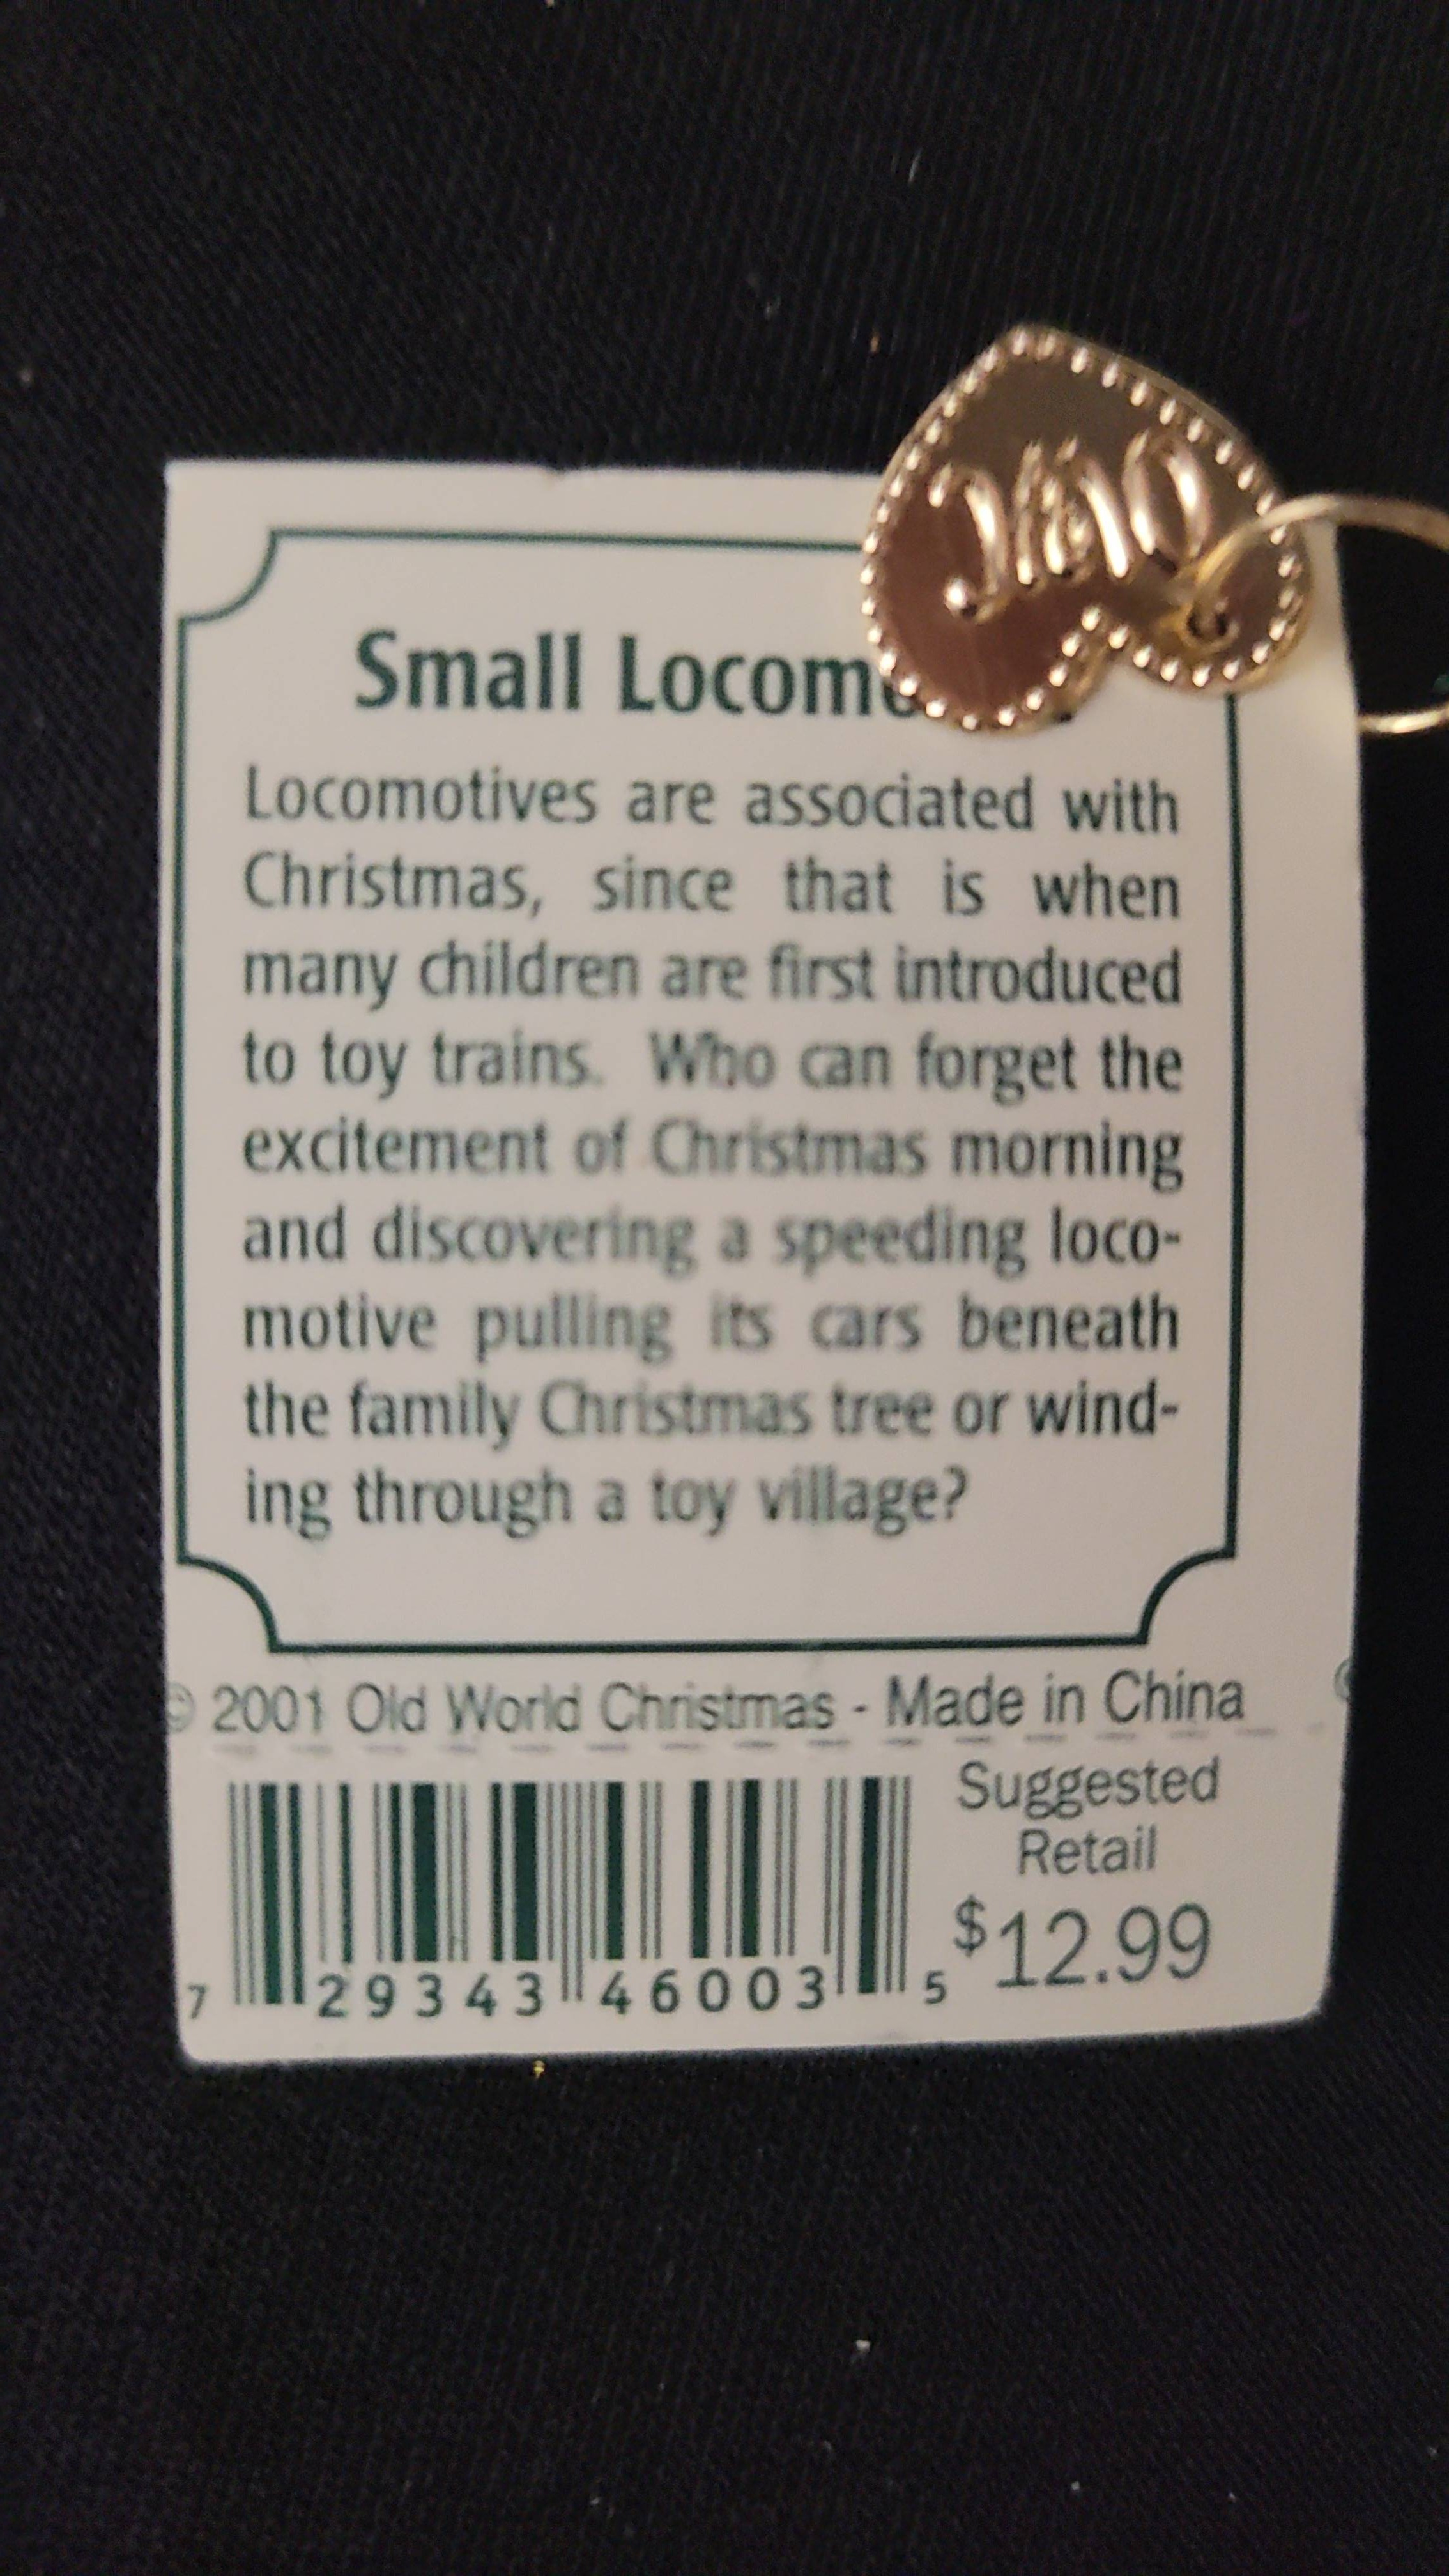 Small Locomo
Locomotives are associated with
Christmas, since that is when
many children are first introduced
to toy trains. Who can forget the
excitement of Christmas morning
and discovering a speeding loco-
motive pulling its cars beneath
the family Christmas tree or wind-
ing through a toy village?
© 2001 Old World Christmas - Made in China
Suggested
Retail
$12.99
7 29343 46003 5